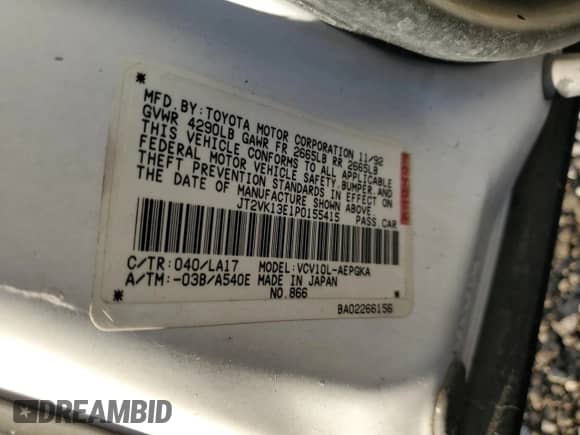 MFD. BY: TOYOTA MOTOR CORPORATION 11/92
GVWR 4290LB GAWR FR 2665LB RR 2665LB
THIS VEHICLE CONFORMS TO ALL APPLICABLE
FEDERAL MOTOR VEHICLE SAFETY, BUMPER, AND
THEFT PREVENTION STANDARDS IN EFFECT ON
THE DATE OF MANUFACTURE SHOWN ABOVE.
JT2VK13E1P0155415 PASS.CAR
C/TR: 040/LA17 MODEL: VCV10L-AEPGKA
A/TM: -03B/A540E MADE IN JAPAN
NO.866
BA02266156
DREAMBID